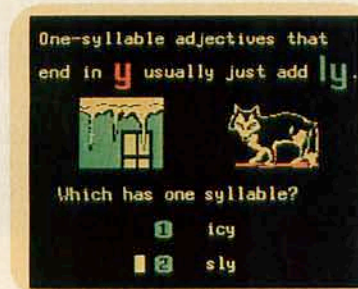 One-syllable adjectives that
end in y usually just add ly.
Which has one syllable?
1 icy
2 sly